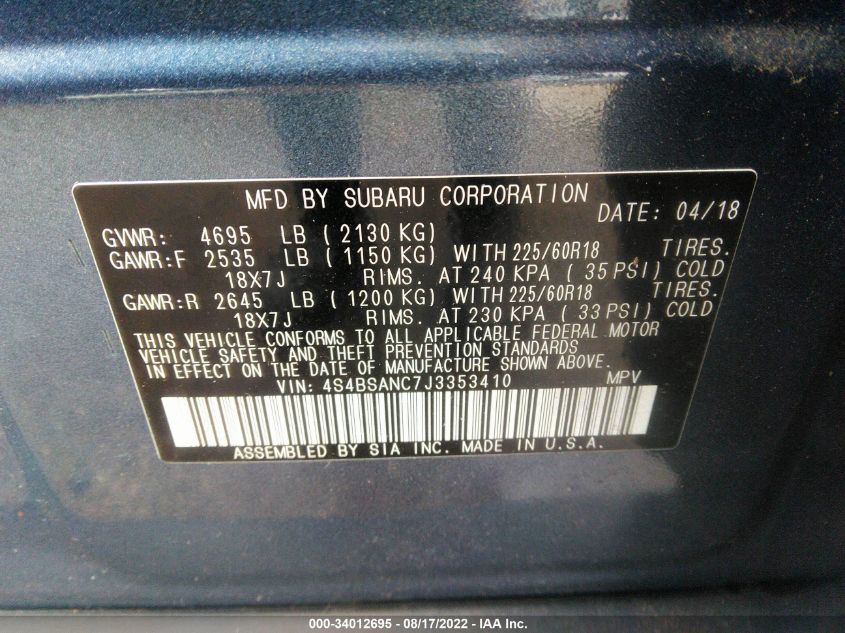 MFD BY SUBARU CORPORATION DATE: 04/18
GVWR: 4695 LB ( 2130 KG)
GAWR:F 2535 LB ( 1150 KG) WITH 225/60R18 TIRES.
18X7J RIMS. AT 240 KPA ( 35 PSI) COLD
GAWR:R 2645 LB ( 1200 KG) WITH 225/60R18 TIRES.
18X7J RIMS. AT 230 KPA ( 33 PSI) COLD
THIS VEHICLE CONFORMS TO ALL APPLICABLE FEDERAL MOTOR
VEHICLE SAFETY AND THEFT PREVENTION STANDARDS
IN EFFECT ON THE DATE OF MANUFACTURE SHOWN ABOVE.
VIN: 4S4BSANC7J3353410 MPV
ASSEMBLED BY SIA INC. MADE IN U.S.A.
000-34012695 - 08/17/2022 - IAA Inc.